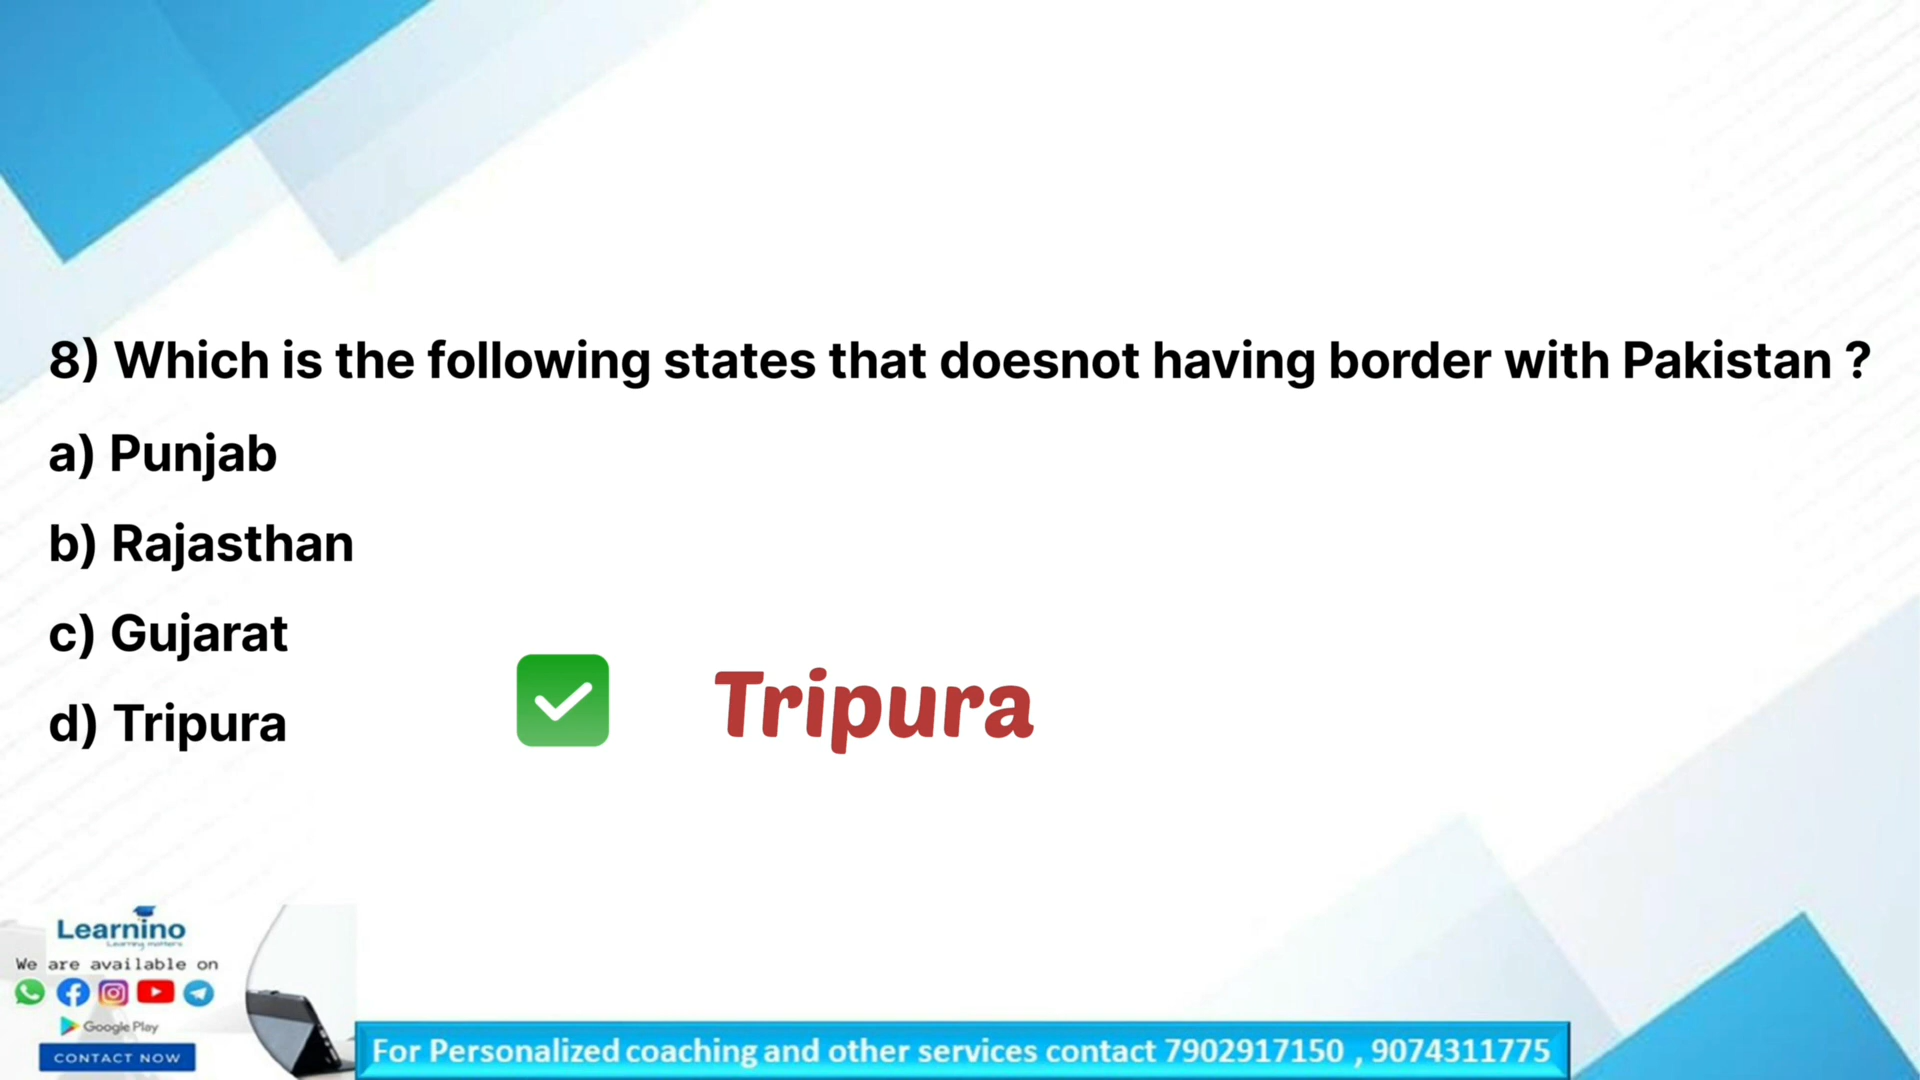 8) Which is the following states that doesnot having border with Pakistan ?
a) Punjab
b) Rajasthan
c) Gujarat
d) Tripura
Tripura
Learnino
Learning matters
We are available on
Google Play
CONTACT NOW
For Personalized coaching and other services contact 7902917150 , 9074311775